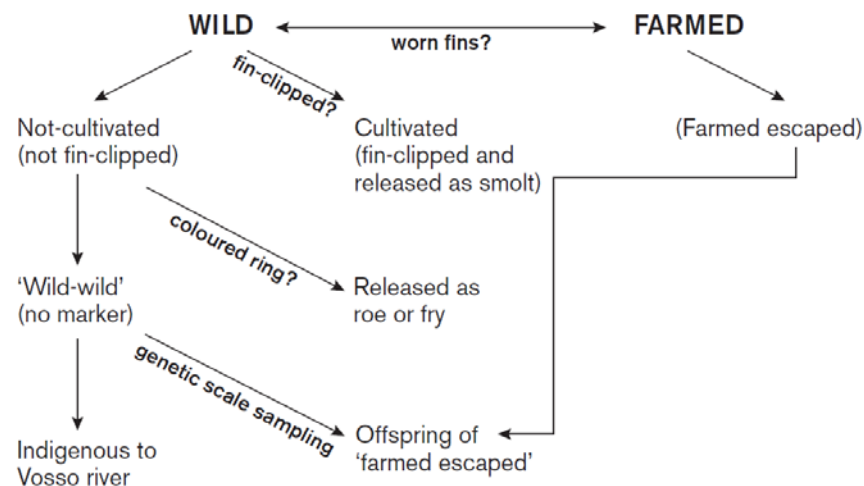 WILD
worn fins?
FARMED
fin-clipped?
Not-cultivated
(not fin-clipped)
Cultivated
(fin-clipped and
released as smolt)
(Farmed escaped)
coloured ring?
'Wild-wild'
(no marker)
Released as
roe or fry
genetic scale sampling
Indigenous to
Vosso river
Offspring of
'farmed escaped'